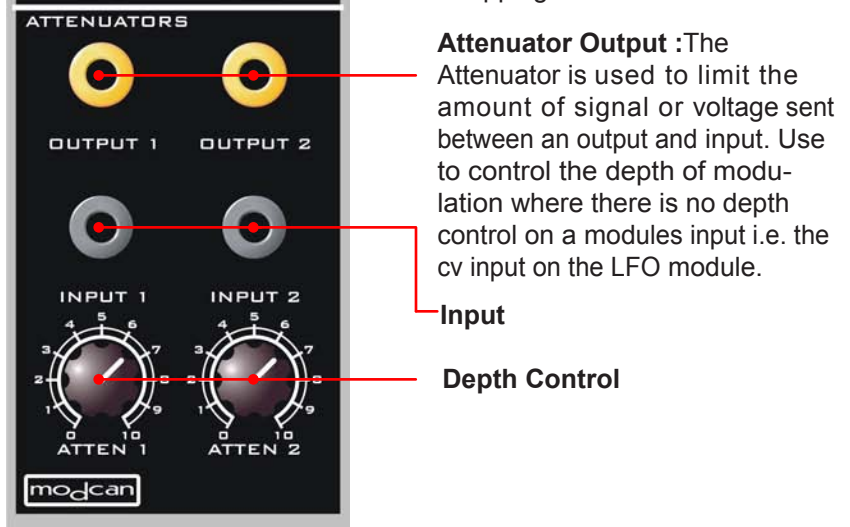 ATTENUATORS
OUTPUT 1 OUTPUT 2
INPUT 1 INPUT 2
0 1 2 3 4 5 6 7 8 9 10
0 1 2 3 4 5 6 7 8 9 10
ATTEN 1 ATTEN 2
modcan
Attenuator Output :The
Attenuator is used to limit the
amount of signal or voltage sent
between an output and input. Use
to control the depth of modu-
lation where there is no depth
control on a modules input i.e. the
cv input on the LFO module.
Input
Depth Control